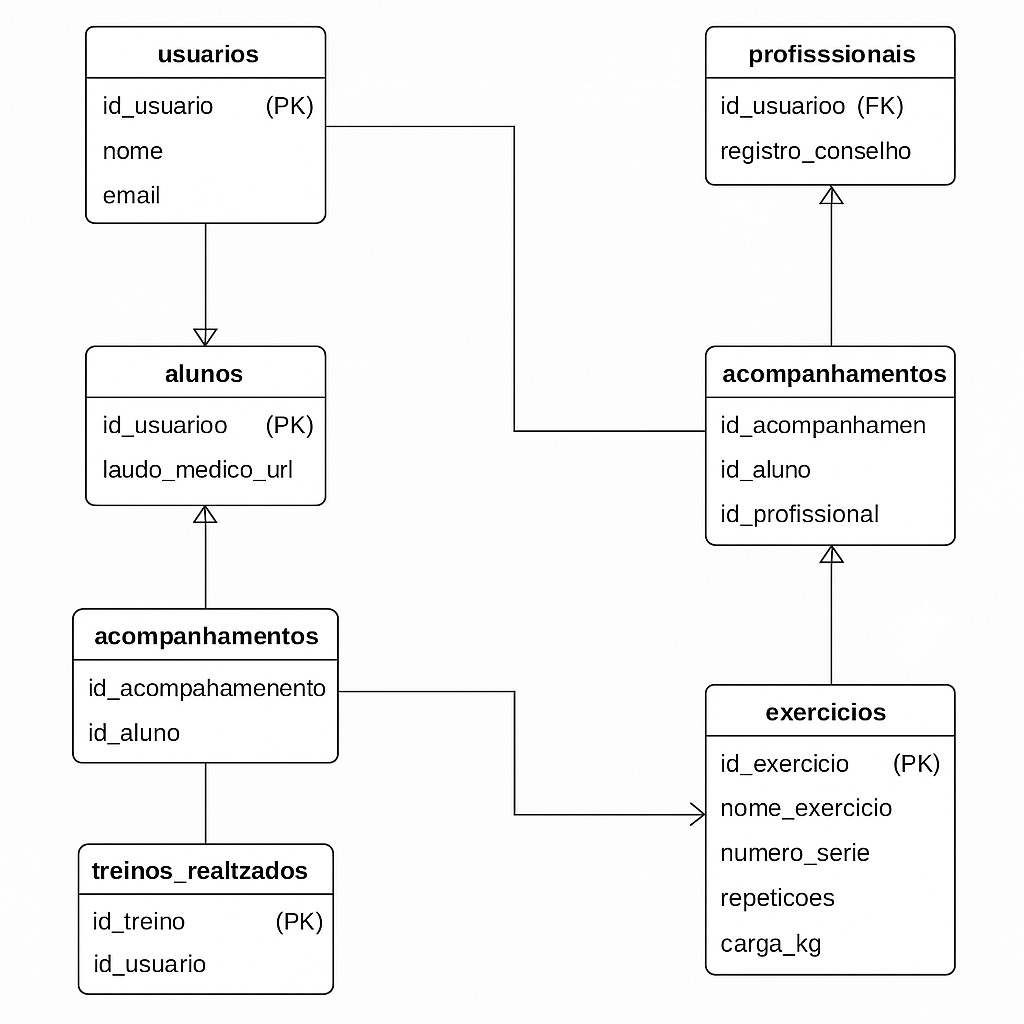 usuarios
id_usuario (PK)
nome
email
profisssionais
id_usuarioo (FK)
registro_conselho
alunos
id_usuarioo (PK)
laudo_medico_url
acompanhamentos
id_acompanhamen
id_aluno
id_profissional
acompanhamentos
id_acompahamenento
id_aluno
exercicios
id_exercicio (PK)
nome_exercicio
numero_serie
repeticoes
carga_kg
treinos_realtzados
id_treino (PK)
id_usuario